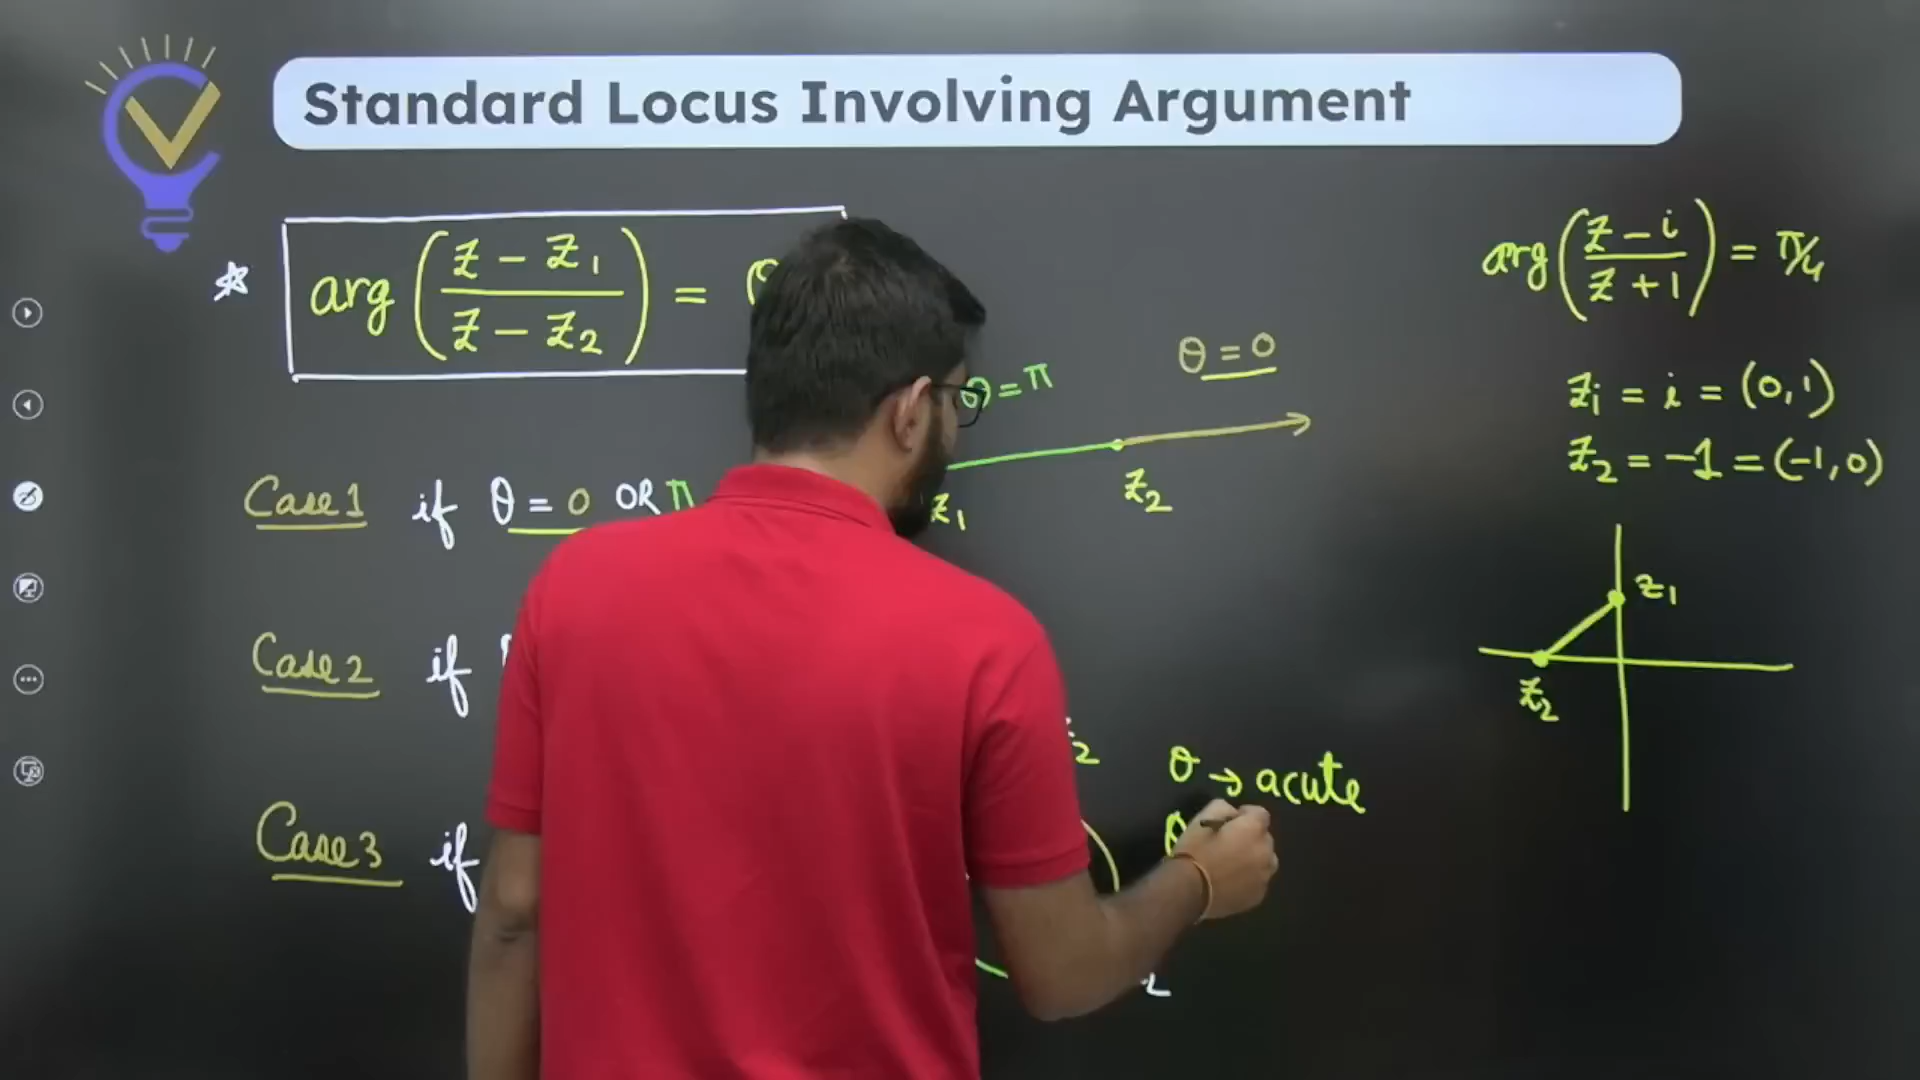 Standard Locus Involving Argument
arg(z - z₁ / z - z₂) =
θ = π
θ = 0
z₁
z₂
Case 1 if θ = 0 OR π
Case 2 if
Case 3 if
θ → acute
θ
arg(z - i / z + 1) = π/4
z₁ = i = (0,1)
z₂ = -1 = (-1,0)
z₁
z₂